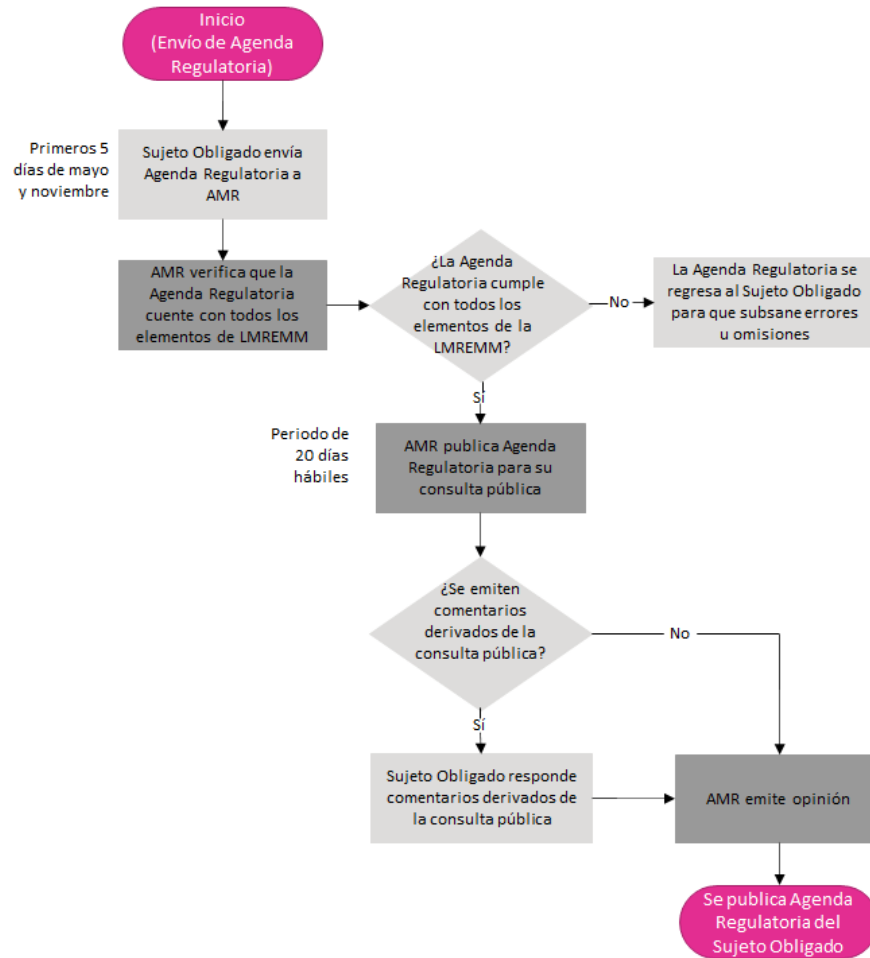 Inicio
(Envío de Agenda
Regulatoria)
Primeros 5
días de mayo
y noviembre
Sujeto Obligado envía
Agenda Regulatoria a
AMR
AMR verifica que la
Agenda Regulatoria
cuente con todos los
elementos de LMREMM
¿La Agenda
Regulatoria cumple
con todos los
elementos de la
LMREMM?
No
La Agenda Regulatoria se
regresa al Sujeto Obligado
para que subsane errores
u omisiones
Sí
Periodo de
20 días
hábiles
AMR publica Agenda
Regulatoria para su
consulta pública
¿Se emiten
comentarios
derivados de la
consulta pública?
No
Sí
Sujeto Obligado responde
comentarios derivados de
la consulta pública
AMR emite opinión
Se publica Agenda
Regulatoria del
Sujeto Obligado